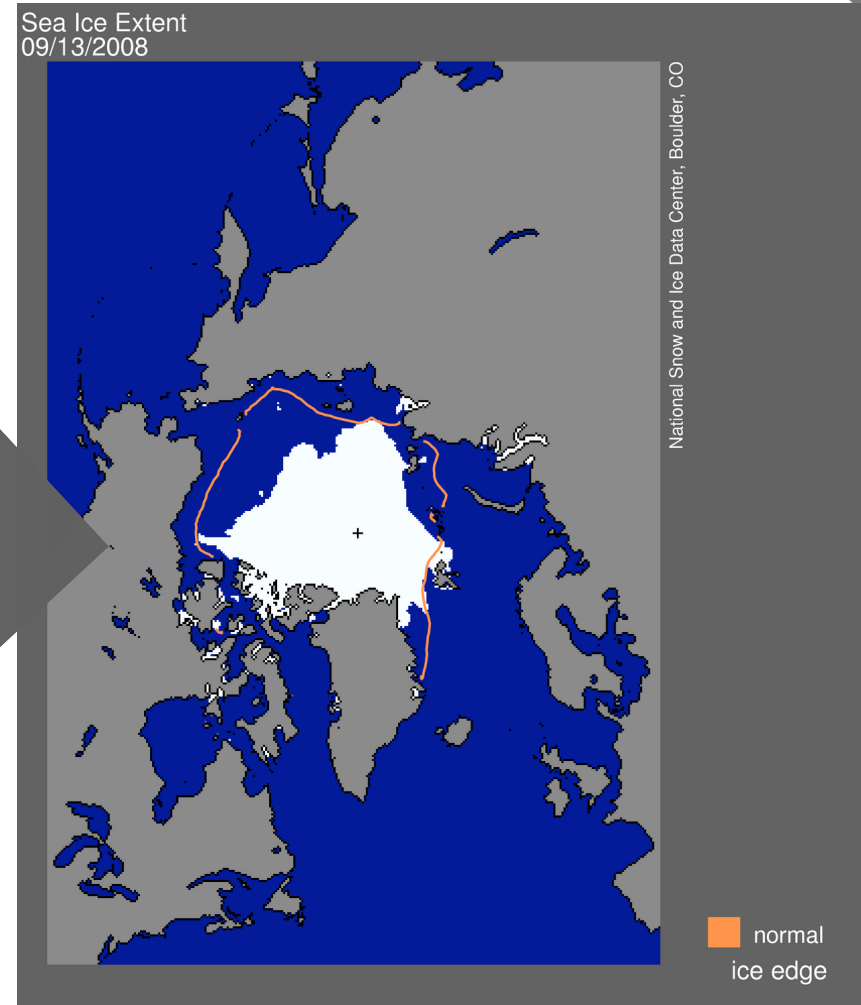 Sea Ice Extent
09/13/2008
National Snow and Ice Data Center, Boulder, CO
normal
ice edge